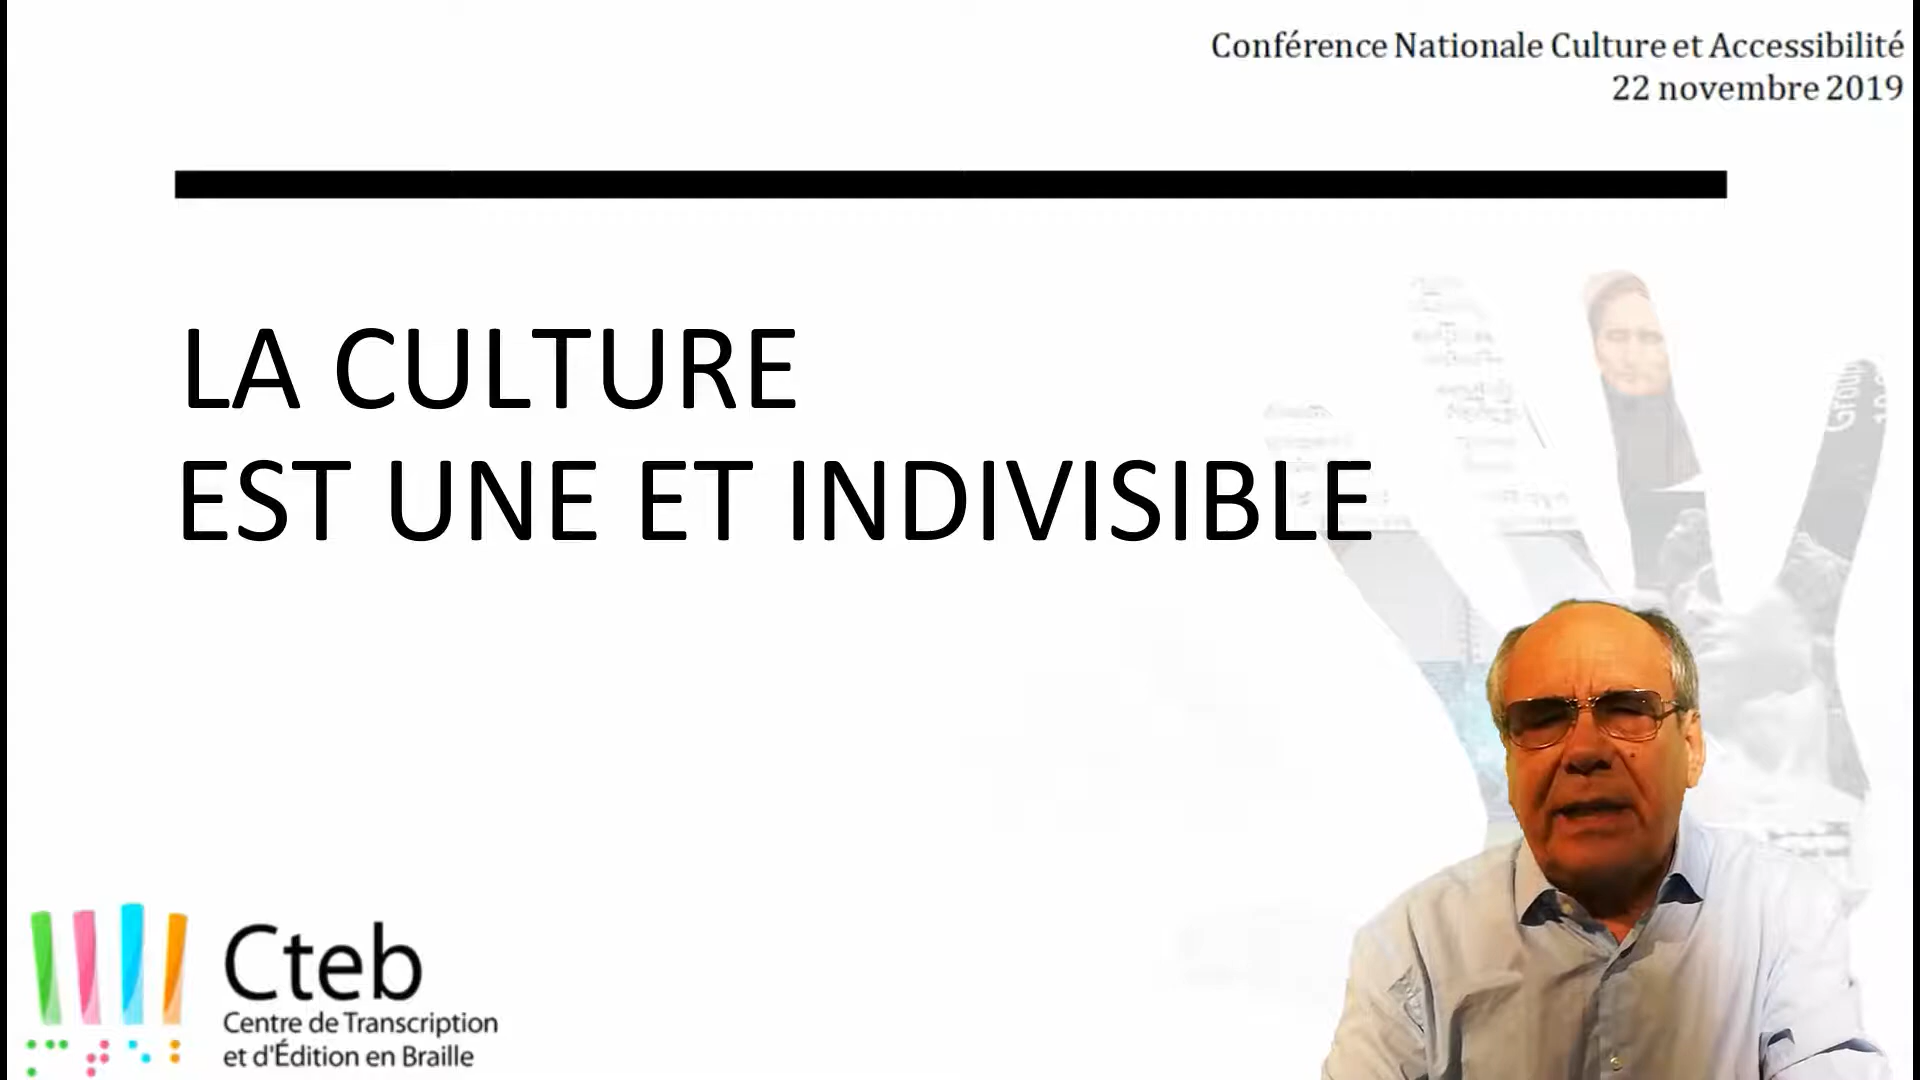 Conférence Nationale Culture et Accessibilité
22 novembre 2019
LA CULTURE
EST UNE ET INDIVISIBLE
Group
Cteb
Centre de Transcription
et d'Édition en Braille